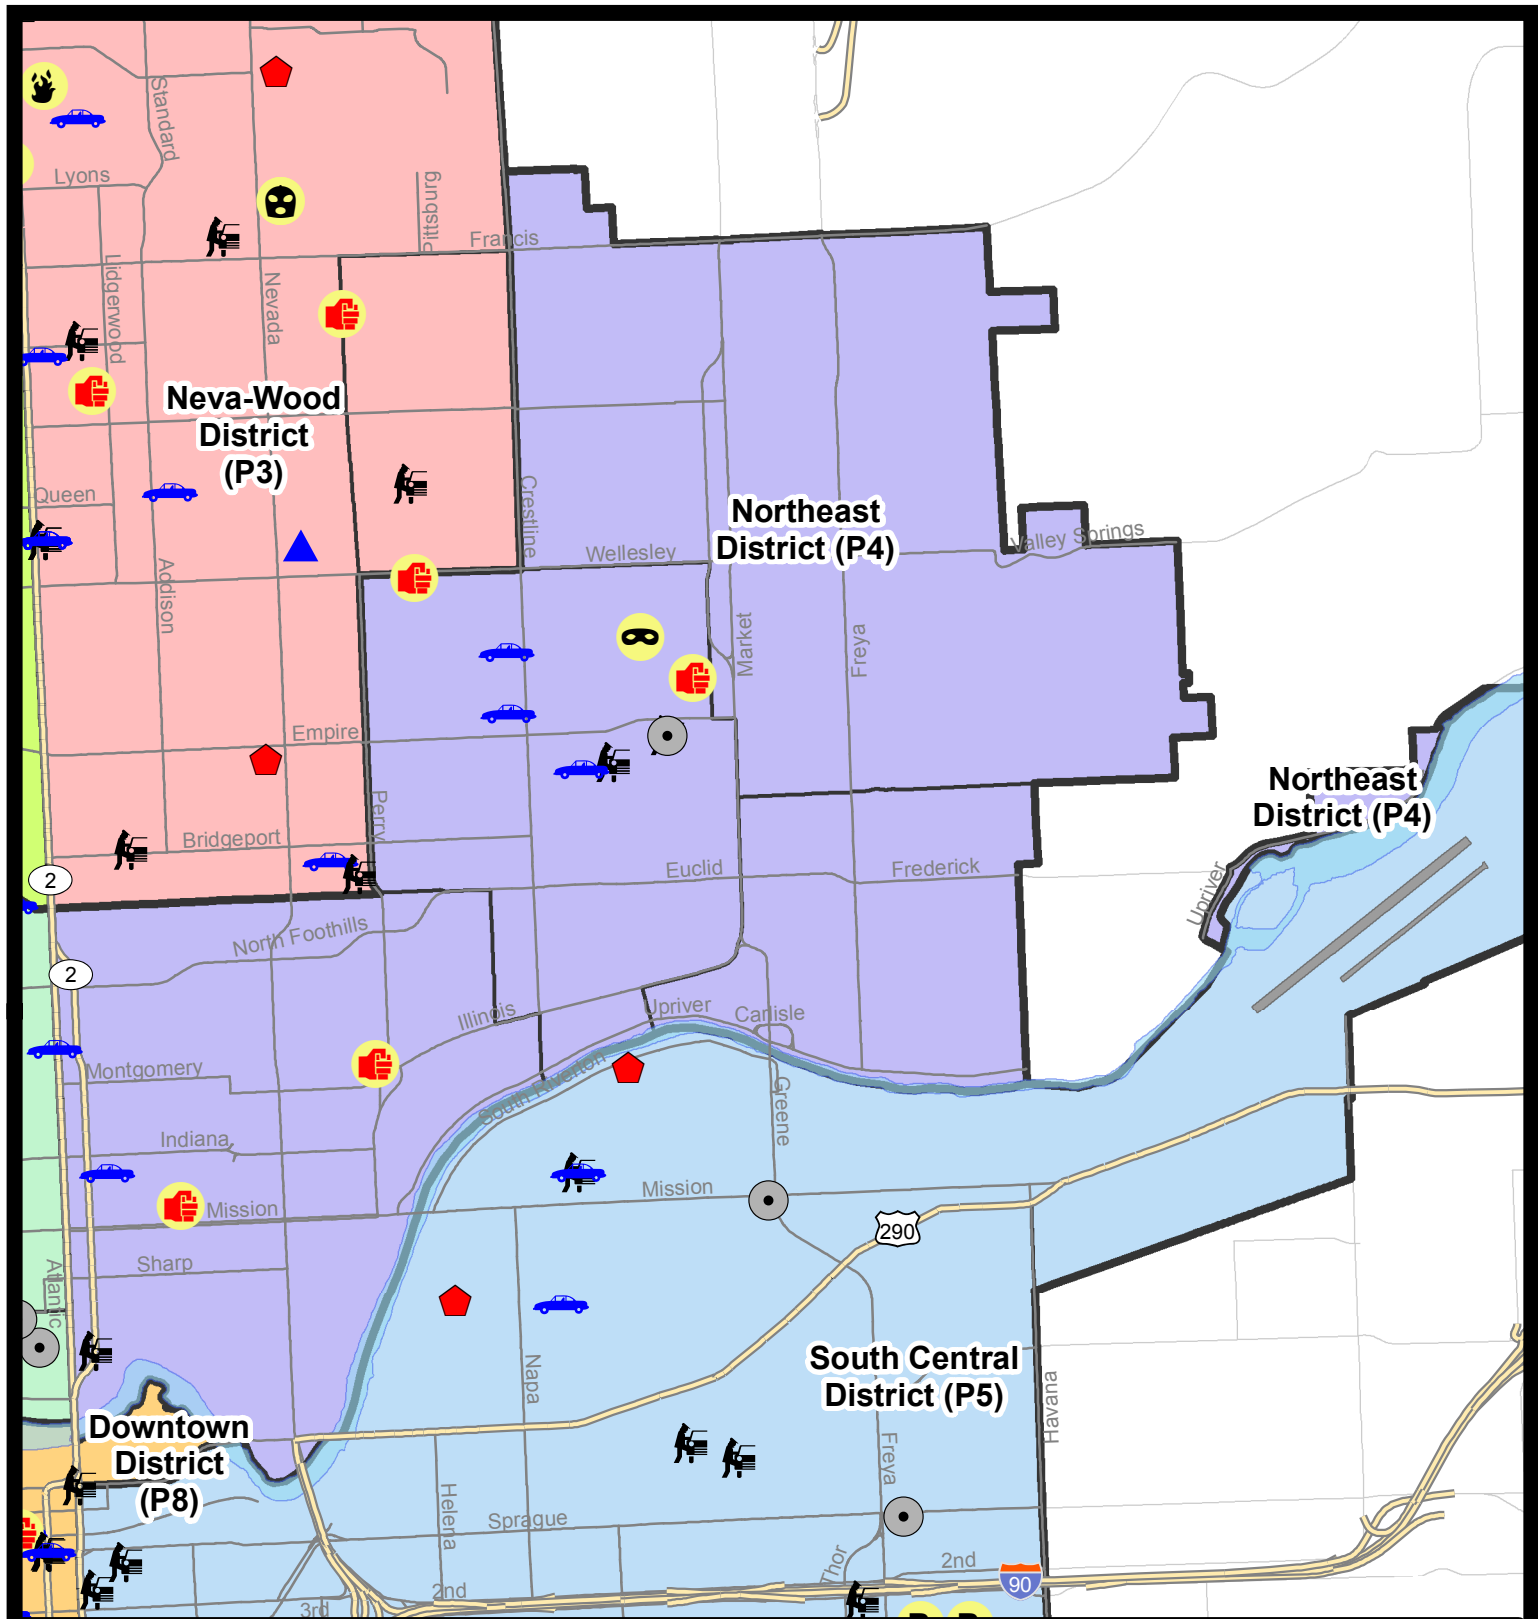 Standard
Lyons
Pittsburg
Francis
Lidgerwood
Nevada
Neva-Wood
District
(P3)
Queen
Crestline
Northeast
District (P4)
Valley Springs
Wellesley
Addison
Market
Freya
Empire
Northeast
District (P4)
Perry
Bridgeport
Euclid
Frederick
2
Upriver
North Foothills
2
Illinois
Upriver
Carlisle
Montgomery
South Riverton
Greene
Indiana
Mission
Mission
290
Sharp
Atlantic
South Central
District (P5)
Napa
Havana
Downtown
District
(P8)
Freya
Helena
Sprague
Thor
2nd
90
2nd
3rd